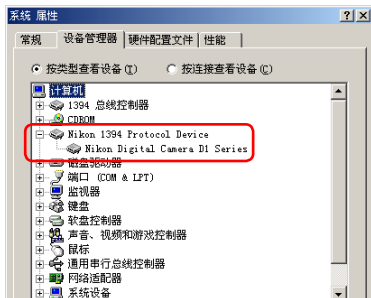 系统 属性
常规
设备管理器
硬件配置文件
性能
按类型查看设备(T)
按连接查看设备(C)
计算机
1394 总线控制器
CDROM
Nikon 1394 Protocol Device
Nikon Digital Camera D1 Series
磁盘驱动器
端口 (COM & LPT)
监视器
键盘
软盘控制器
声音、视频和游戏控制器
鼠标
通用串行总线控制器
网络适配器
系统设备